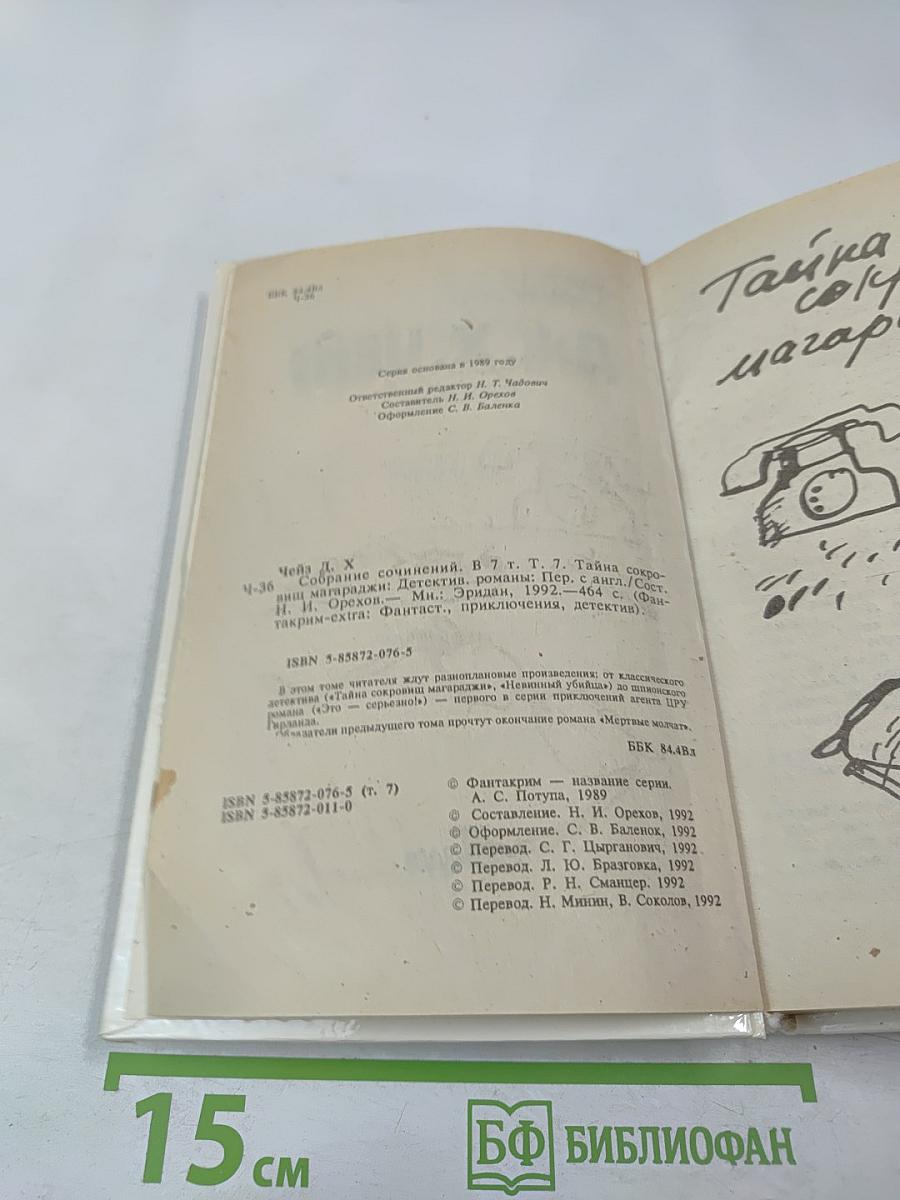 ББК 84.4Вл
Ч-36
Серия основана в 1989 году
Ответственный редактор Н. Т. Чадович
Составитель Н. И. Орехов
Оформление С. В. Баленка
Чейз Д. Х
Ч-36 Собрание сочинений. В 7 т. Т. 7. Тайна сокро-
вищ магараджи: Детектив. романы: Пер. с англ./Сост.
Н. И. Орехов.— Мн.: Эридан, 1992.—464 с. (Фан-
такрим-extra: Фантаст., приключения, детектив).
ISBN 5-85872-076-5
В этом томе читателя ждут разноплановые произведения: от классического
детектива («Тайна сокровищ магараджи», «Невинный убийца») до шпионского
романа («Это — серьезно!») — первого в серии приключений агента ЦРУ
Гирланда.
Обладатели предыдущего тома прочтут окончание романа «Мертвые молчат».
ББК 84.4Вл
ISBN 5-85872-076-5 (т. 7)
ISBN 5-85872-011-0
© Фантакрим — название серии.
А. С. Потупа, 1989
© Составление. Н. И. Орехов, 1992
© Оформление. С. В. Баленок, 1992
© Перевод. С. Г. Цырганович, 1992
© Перевод. Л. Ю. Бразговка, 1992
© Перевод. Р. Н. Сманцер. 1992
© Перевод. Н. Минин, В. Соколов, 1992
Тайна
сокр
магар
15 см
БФ БИБЛИОФАН